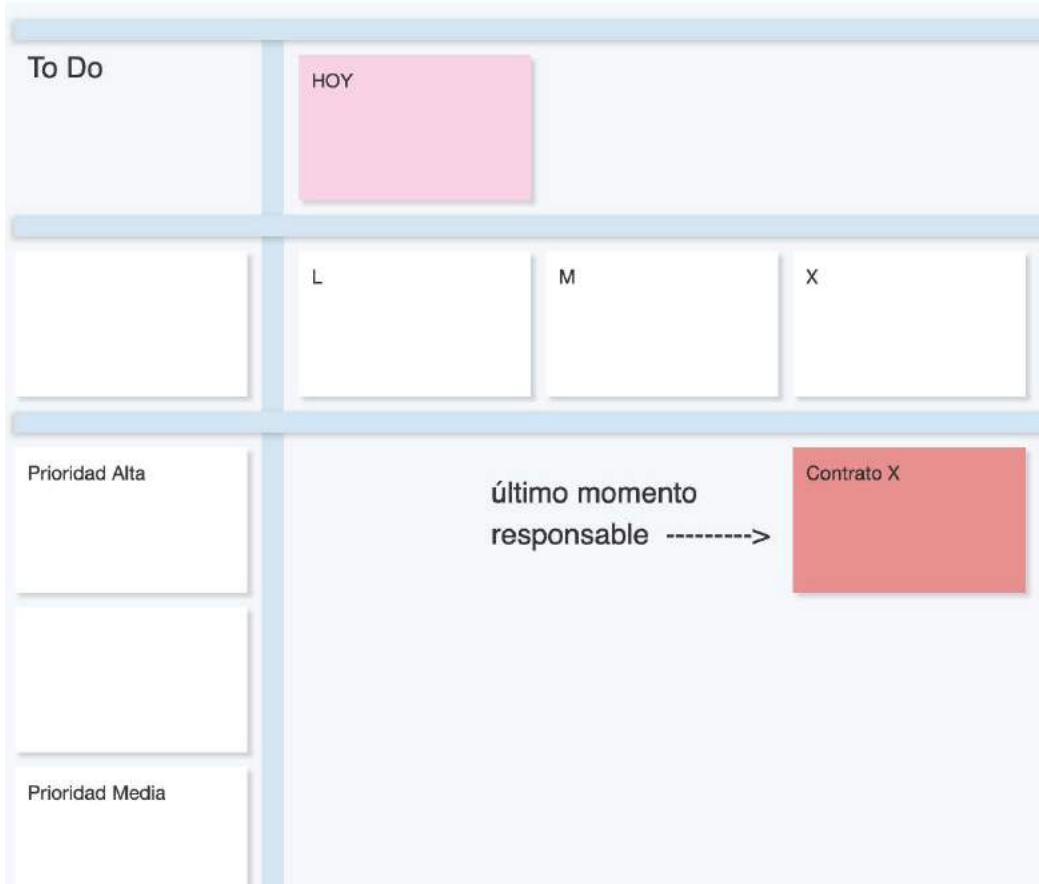 To Do
HOY
L
M
X
Prioridad Alta
último momento
responsable --------->
Contrato X
Prioridad Media